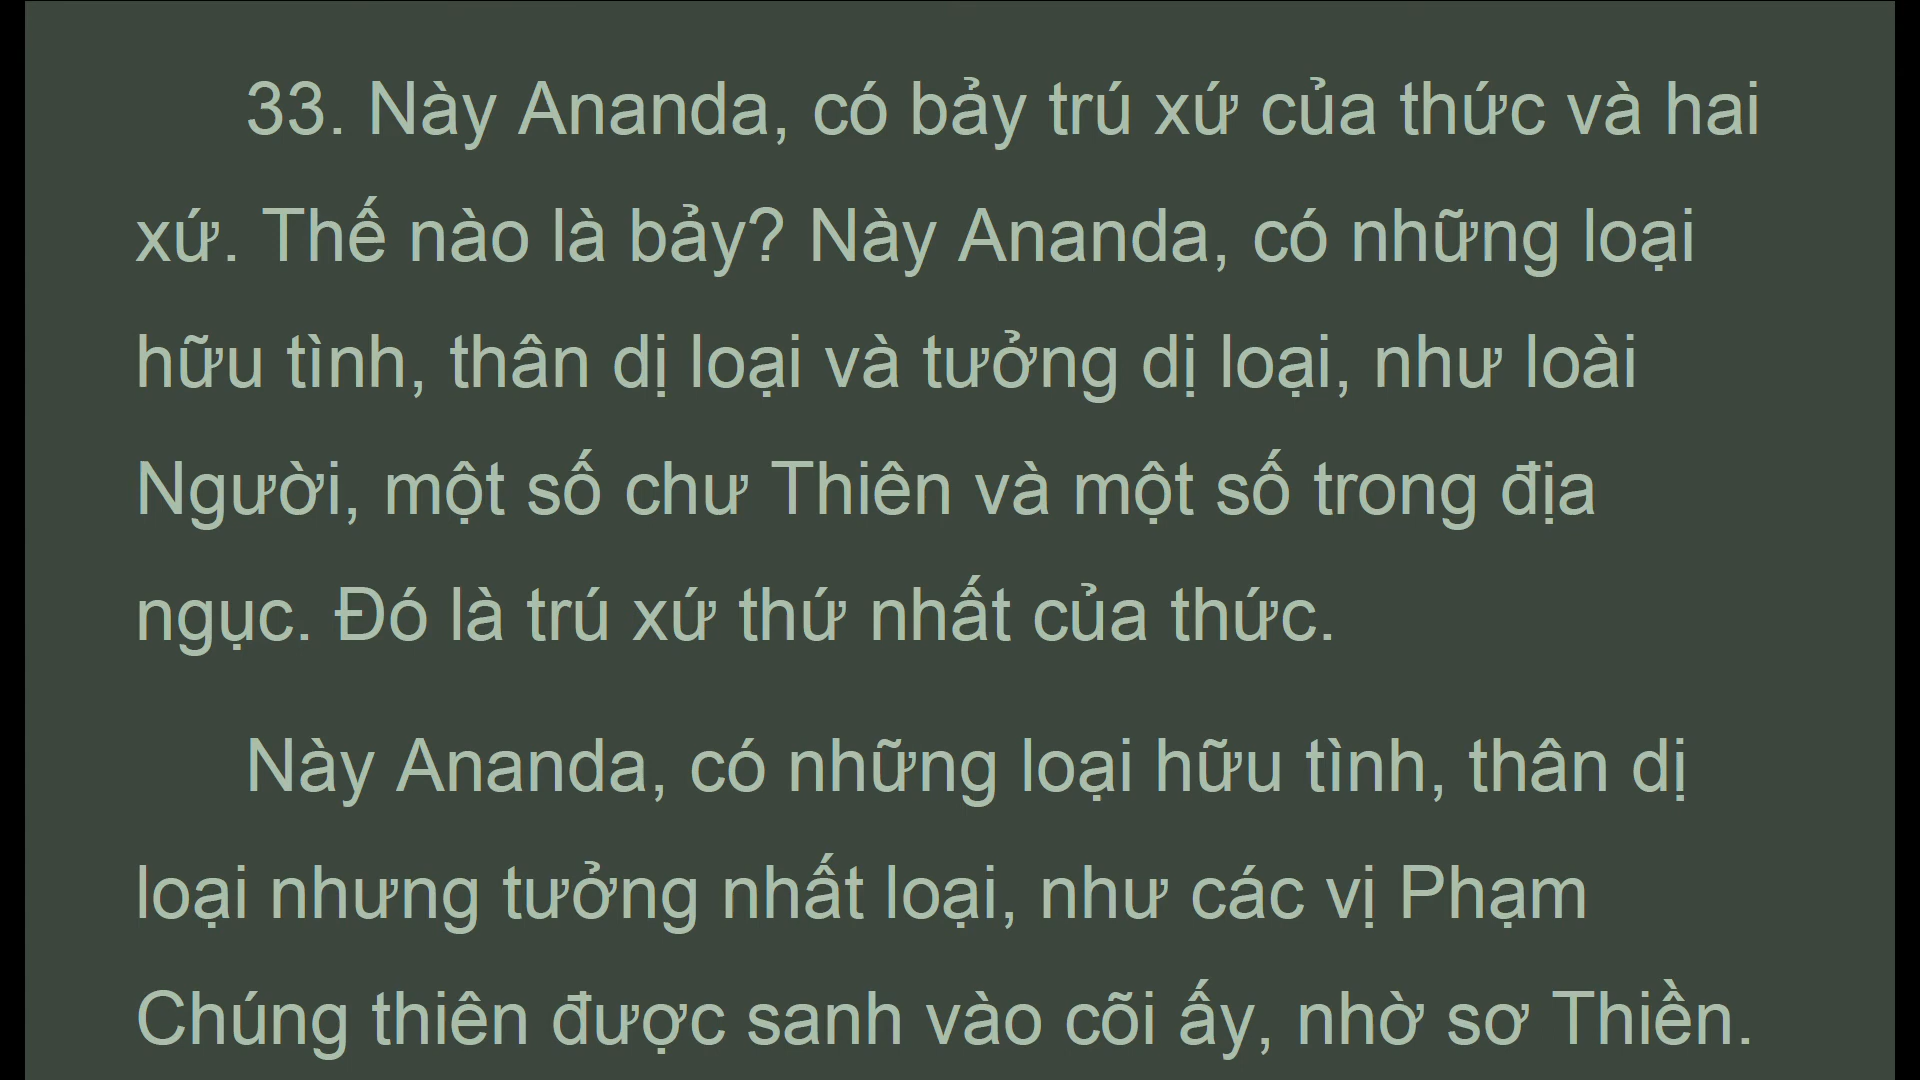 33. Này Ananda, có bảy trú xứ của thức và hai
xứ. Thế nào là bảy? Này Ananda, có những loại
hữu tình, thân dị loại và tưởng dị loại, như loài
Người, một số chư Thiên và một số trong địa
ngục. Đó là trú xứ thứ nhất của thức.
Này Ananda, có những loại hữu tình, thân dị
loại nhưng tưởng nhất loại, như các vị Phạm
Chúng thiên được sanh vào cõi ấy, nhờ sơ Thiền.